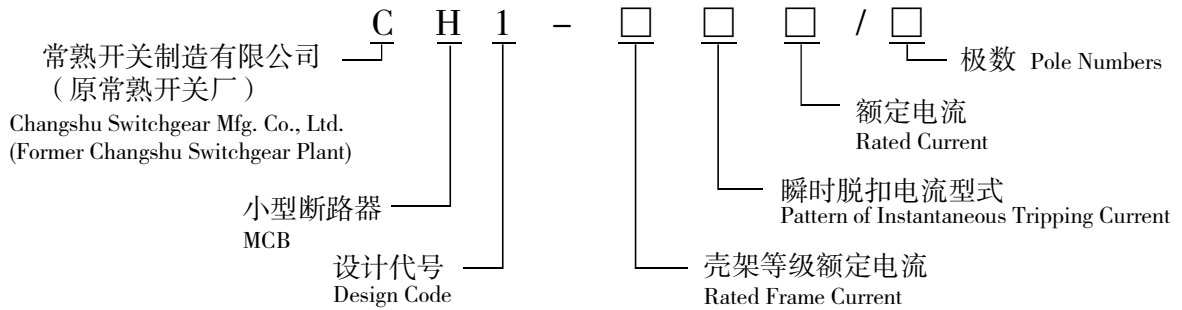 C H 1 - □ □ □ / □
常熟开关制造有限公司
（原常熟开关厂）
Changshu Switchgear Mfg. Co., Ltd.
(Former Changshu Switchgear Plant)
极数 Pole Numbers
额定电流
Rated Current
小型断路器
MCB
瞬时脱扣电流型式
Pattern of Instantaneous Tripping Current
设计代号
Design Code
壳架等级额定电流
Rated Frame Current